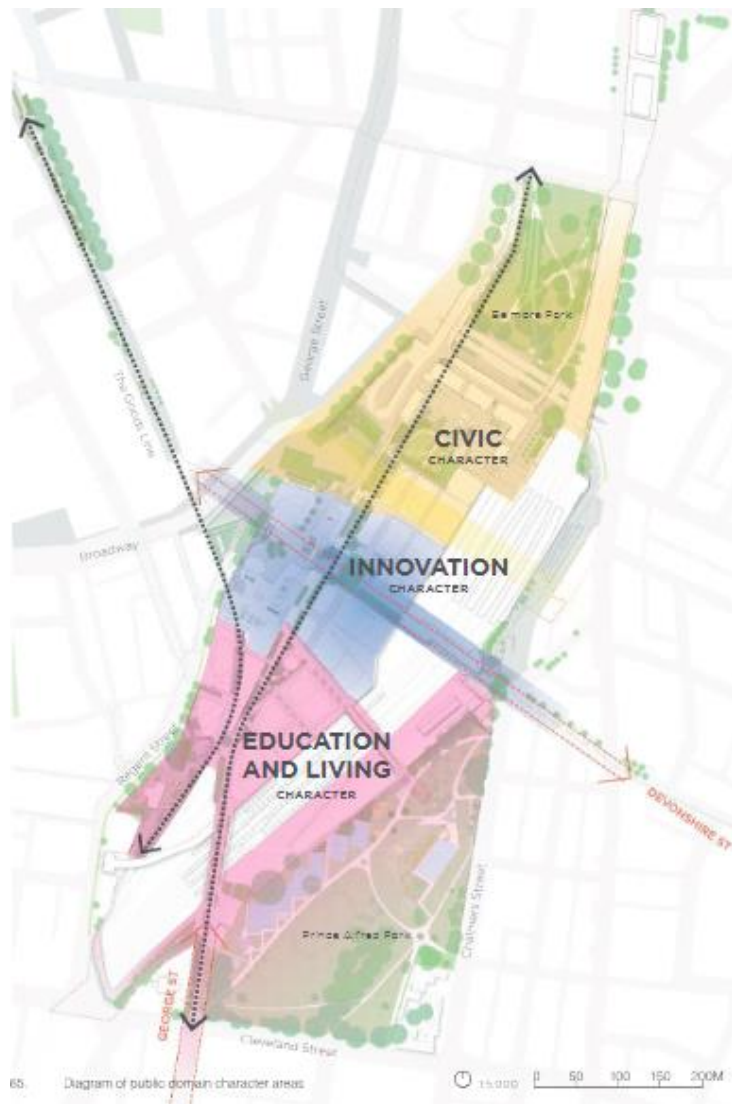 George Street
Belmore Park
The Goods Line
CIVIC
CHARACTER
Broadway
INNOVATION
CHARACTER
Regent Street
EDUCATION
AND LIVING
CHARACTER
DEVONSHIRE ST
Chalmers Street
Prince Alfred Park
GEORGE ST
Cleveland Street
65. Diagram of public domain character areas
1:5000
0 50 100 150 200M